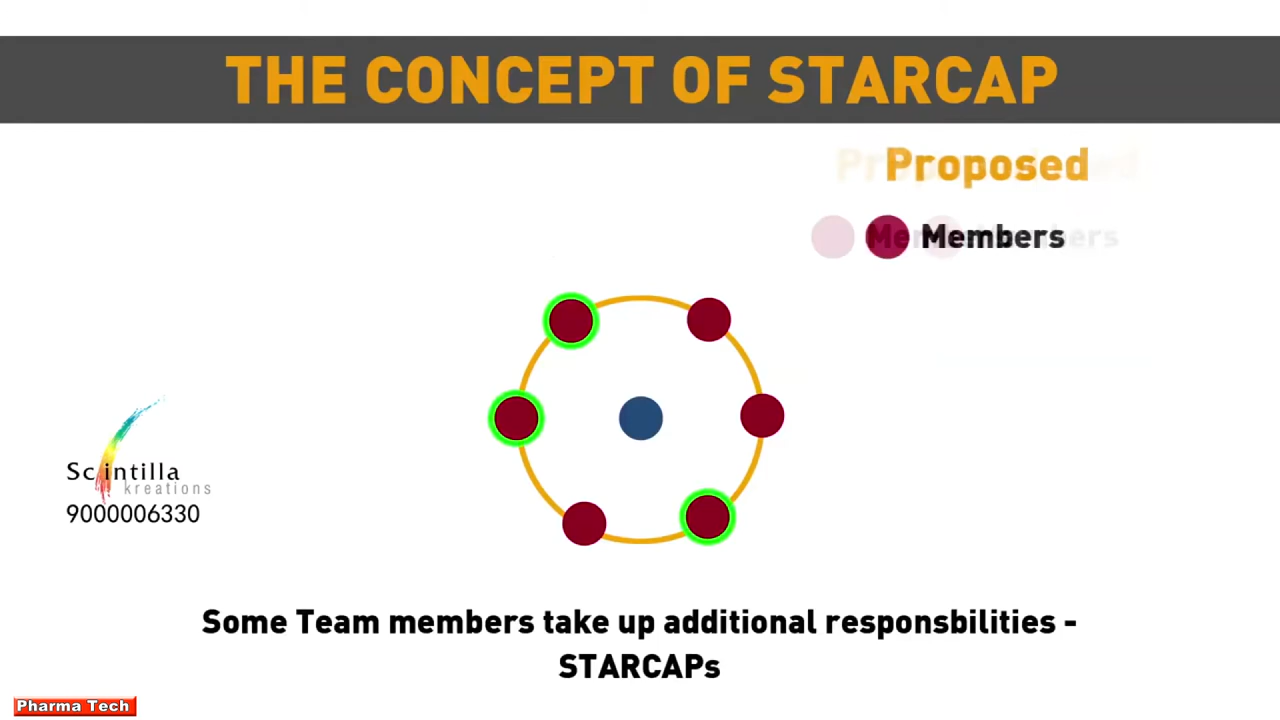 THE CONCEPT OF STARCAP
Proposed
Members
Scintilla
kreations
9000006330
Some Team members take up additional responsbilities -
STARCAPs
Pharma Tech